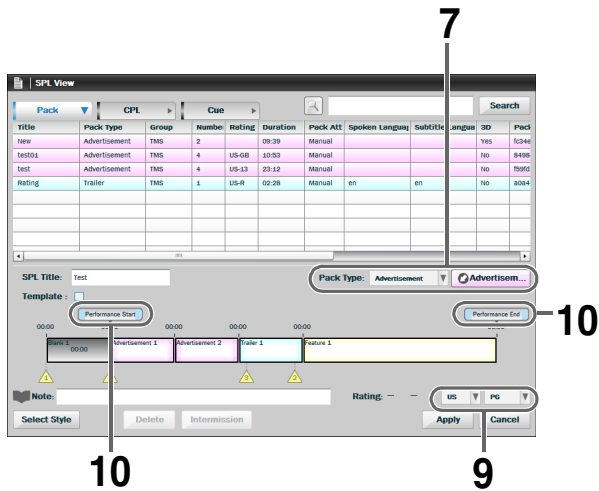 7
SPL View
Pack CPL Cue Search
Title Pack Type Group Number Rating Duration Pack Att Spoken Languag Subtitle Langua 3D Pack
New Advertisement TMS 2 09:39 Manual Yes fc34e
test01 Advertisement TMS 4 US-GB 10:53 Manual No 8498-
test Advertisement TMS 4 US-13 23:12 Manual No f59fd
Rating Trailer TMS 1 US-R 02:28 Manual en en No a0a4
SPL Title: Test Pack Type: Advertisement Advertisem...
Template :
Performance Start Performance End 10
00:00 00:00 00:00 00:00
Blank 1 00:00 Advertisement 1 Advertisement 2 Trailer 1 Feature 1
1 3 2
Note: Rating: — — US PG
Select Style Delete Intermission Apply Cancel
10 9